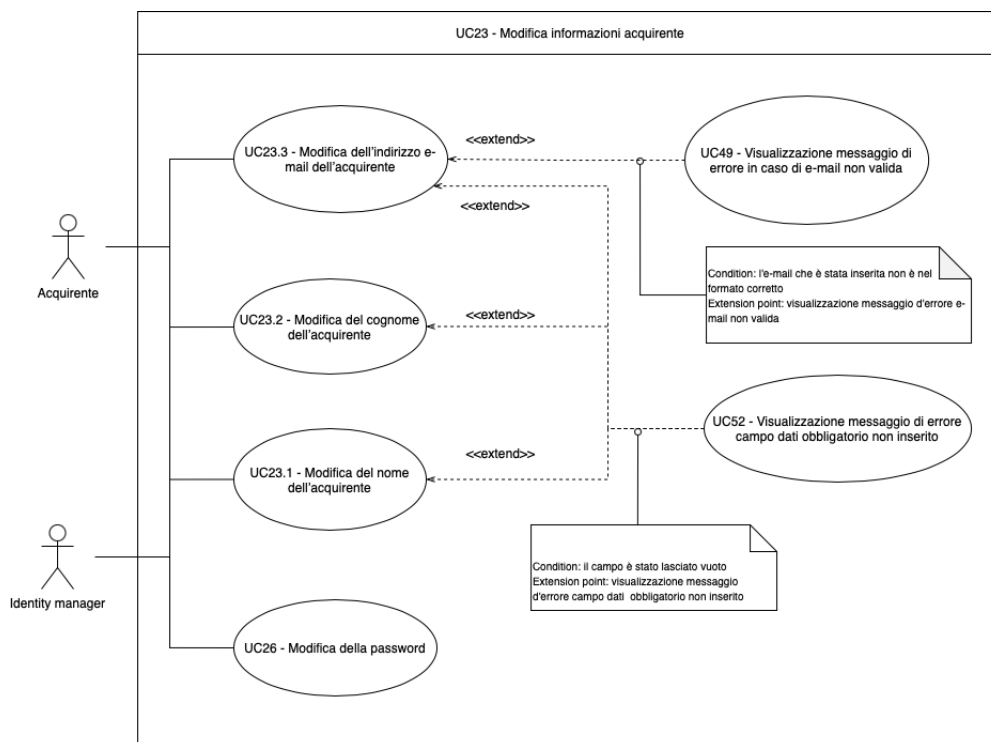 UC23 - Modifica informazioni acquirente
<<extend>>
UC23.3 - Modifica dell'indirizzo e-
mail dell'acquirente
UC49 - Visualizzazione messaggio di
errore in caso di e-mail non valida
<<extend>>
Acquirente
Condition: l'e-mail che è stata inserita non è nel
formato corretto
Extension point: visualizzazione messaggio d'errore e-
mail non valida
<<extend>>
UC23.2 - Modifica del cognome
dell'acquirente
UC52 - Visualizzazione messaggio di errore
campo dati obbligatorio non inserito
<<extend>>
UC23.1 - Modifica del nome
dell'acquirente
Identity manager
Condition: il campo è stato lasciato vuoto
Extension point: visualizzazione messaggio
d'errore campo dati  obbligatorio non inserito
UC26 - Modifica della password